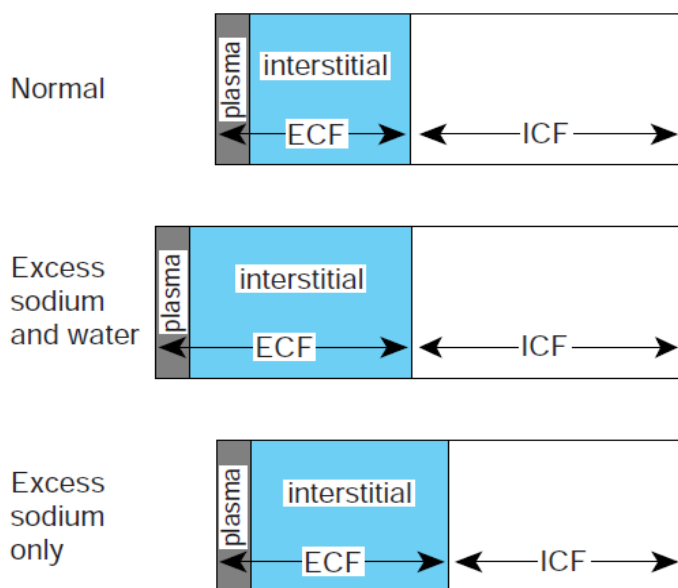 Normal
plasma
interstitial
ECF
ICF
Excess
sodium
and water
plasma
interstitial
ECF
ICF
Excess
sodium
only
plasma
interstitial
ECF
ICF